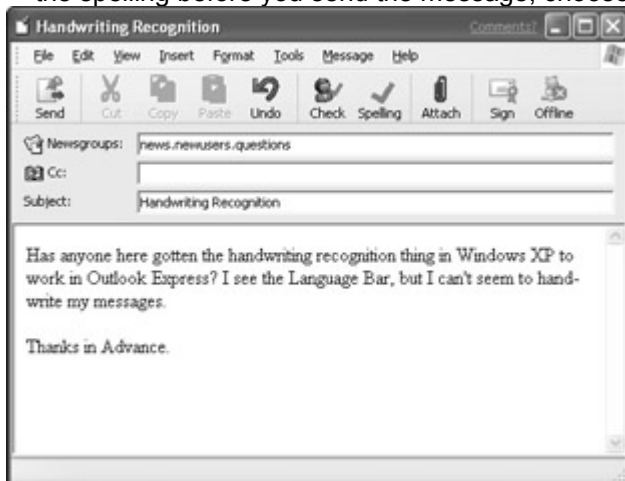 the spelling before you send the message, choose
Handwriting Recognition
Comments?
File Edit View Insert Format Tools Message Help
Send Cut Copy Paste Undo Check Spelling Attach Sign Offline
Newsgroups: news.newusers.questions
Cc:
Subject: Handwriting Recognition
Has anyone here gotten the handwriting recognition thing in Windows XP to
work in Outlook Express? I see the Language Bar, but I can't seem to hand-
write my messages.
Thanks in Advance.